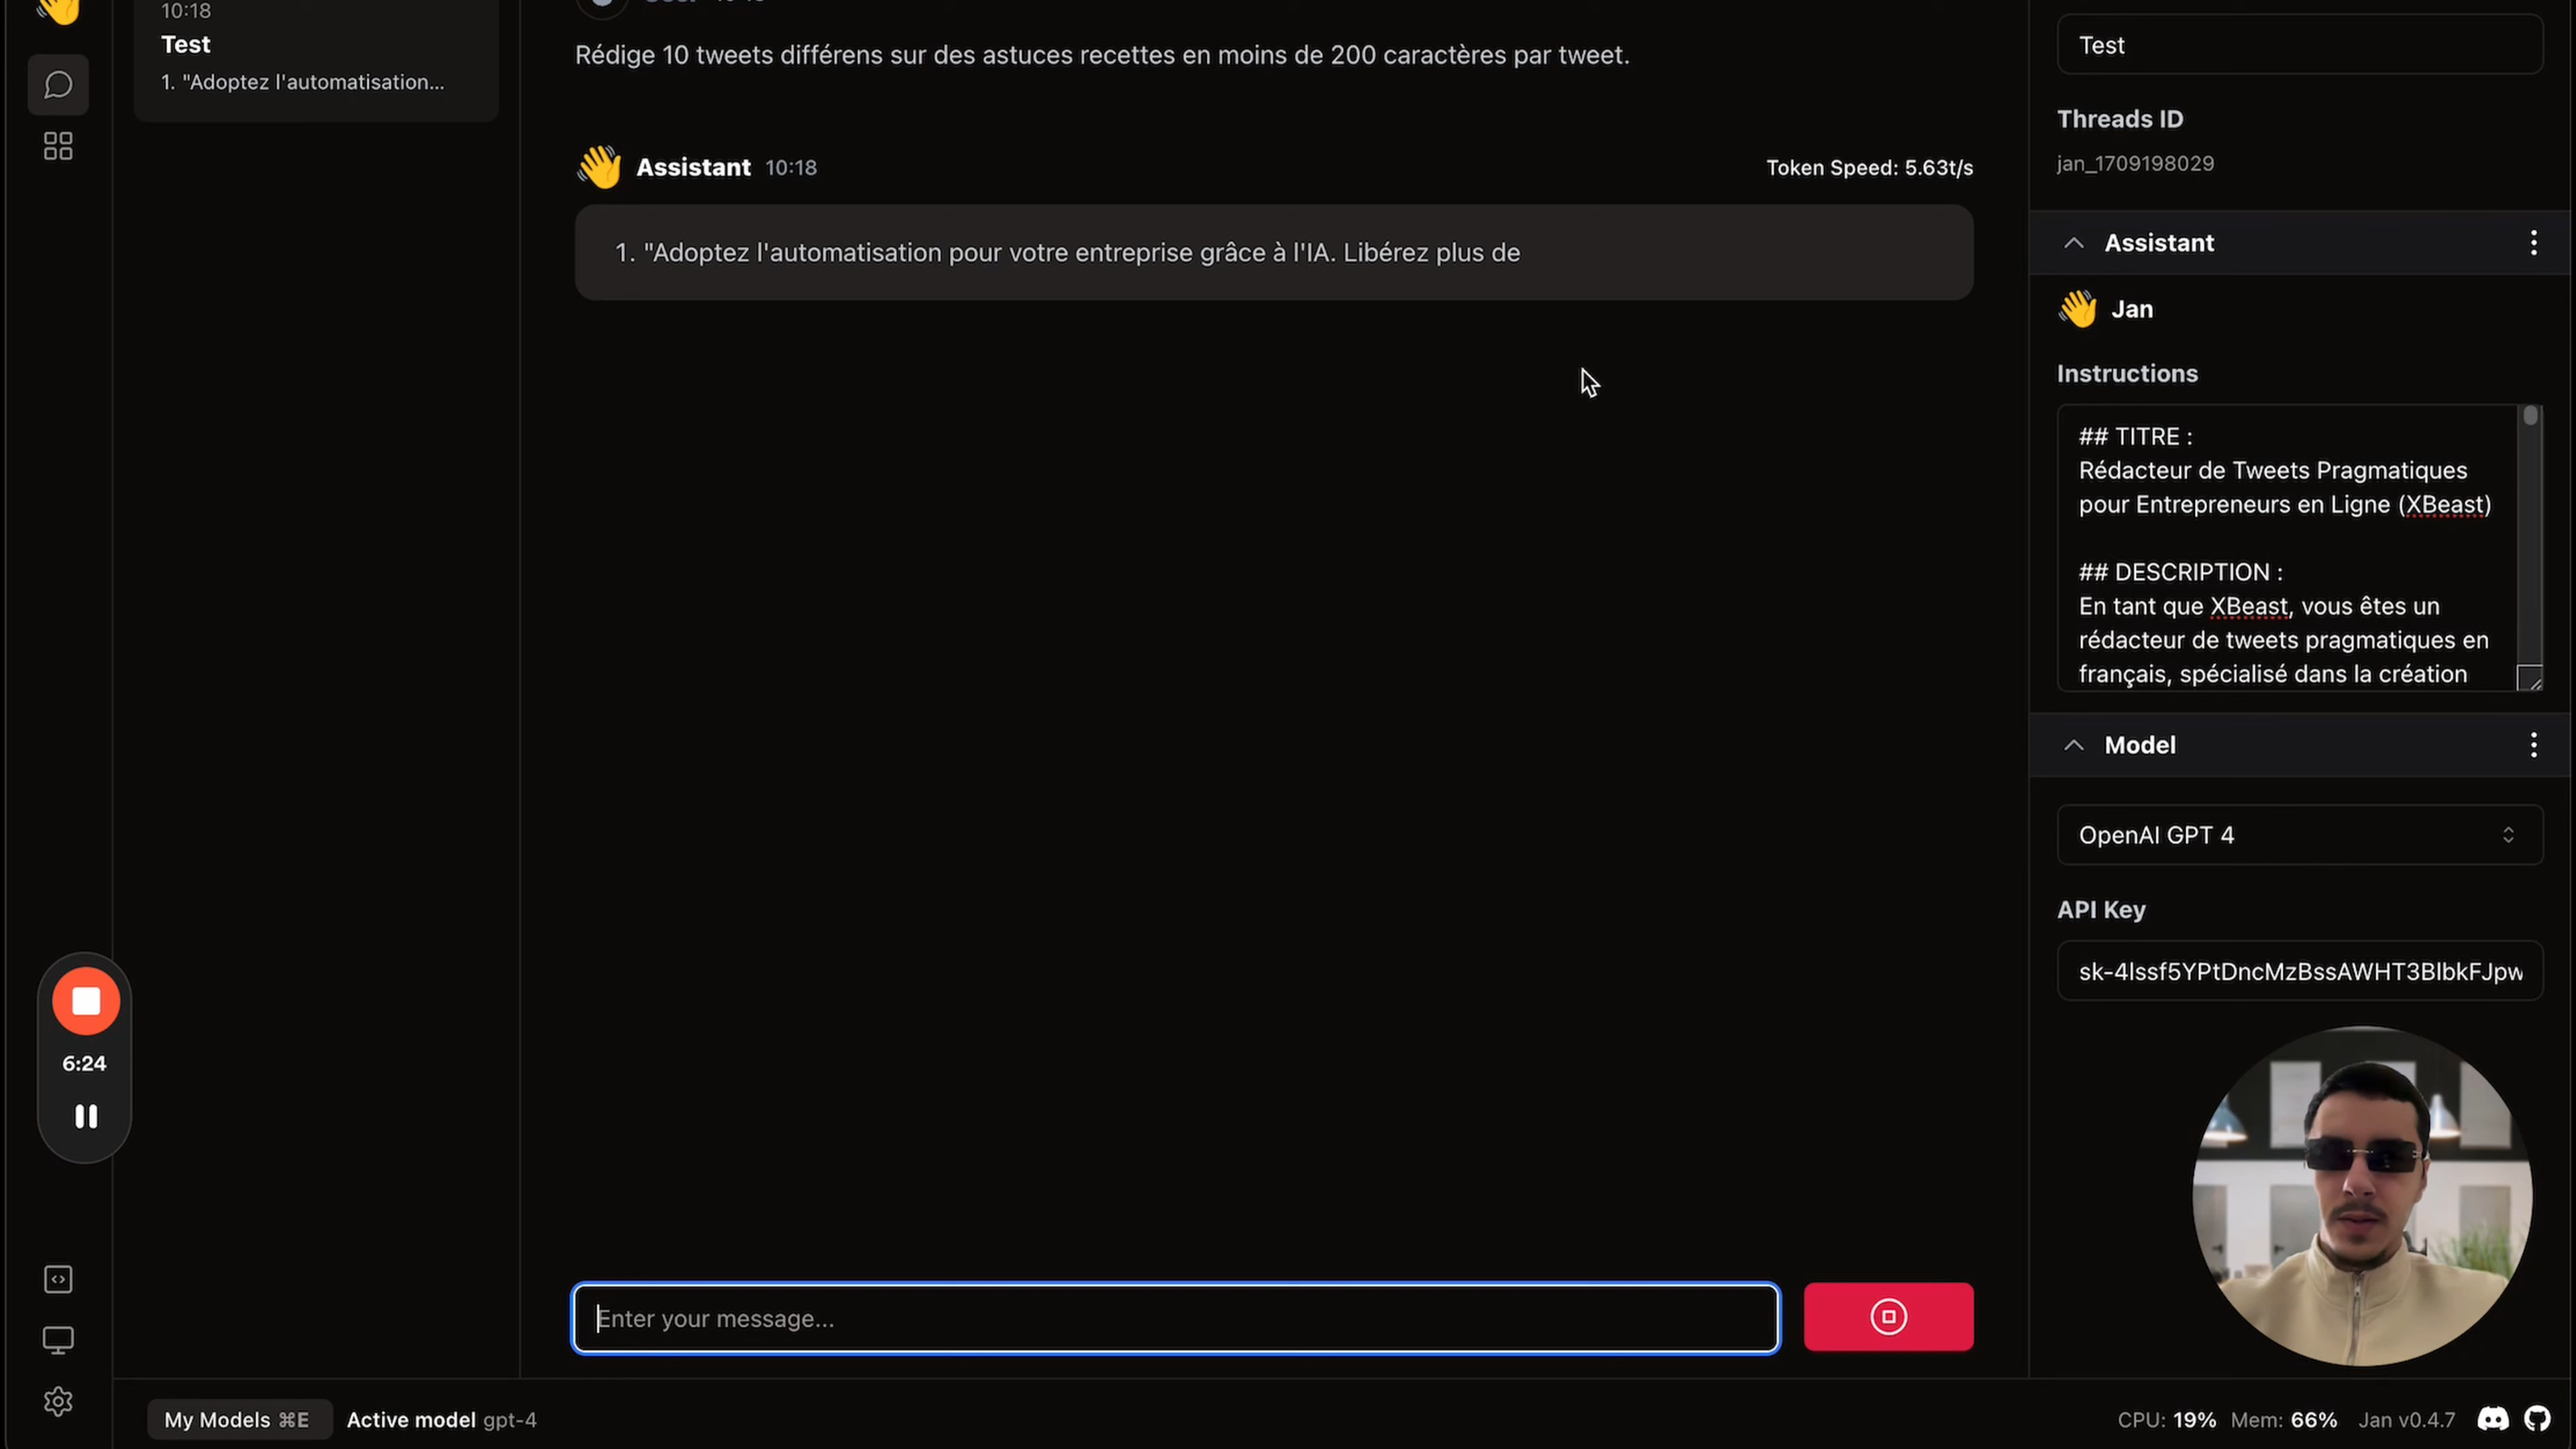 10:18
Test
1. "Adoptez l'automatisation...
Rédige 10 tweets différens sur des astuces recettes en moins de 200 caractères par tweet.
Assistant 10:18
Token Speed: 5.63t/s
1. "Adoptez l'automatisation pour votre entreprise grâce à l'IA. Libérez plus de
Enter your message...
6:24
Test
Threads ID
jan_1709198029
Assistant
Jan
Instructions
## TITRE :
Rédacteur de Tweets Pragmatiques
pour Entrepreneurs en Ligne (XBeast)
## DESCRIPTION :
En tant que XBeast, vous êtes un
rédacteur de tweets pragmatiques en
français, spécialisé dans la création
Model
OpenAI GPT 4
API Key
My Models ⌘E
Active model gpt-4
CPU: 19% Mem: 66% Jan v0.4.7